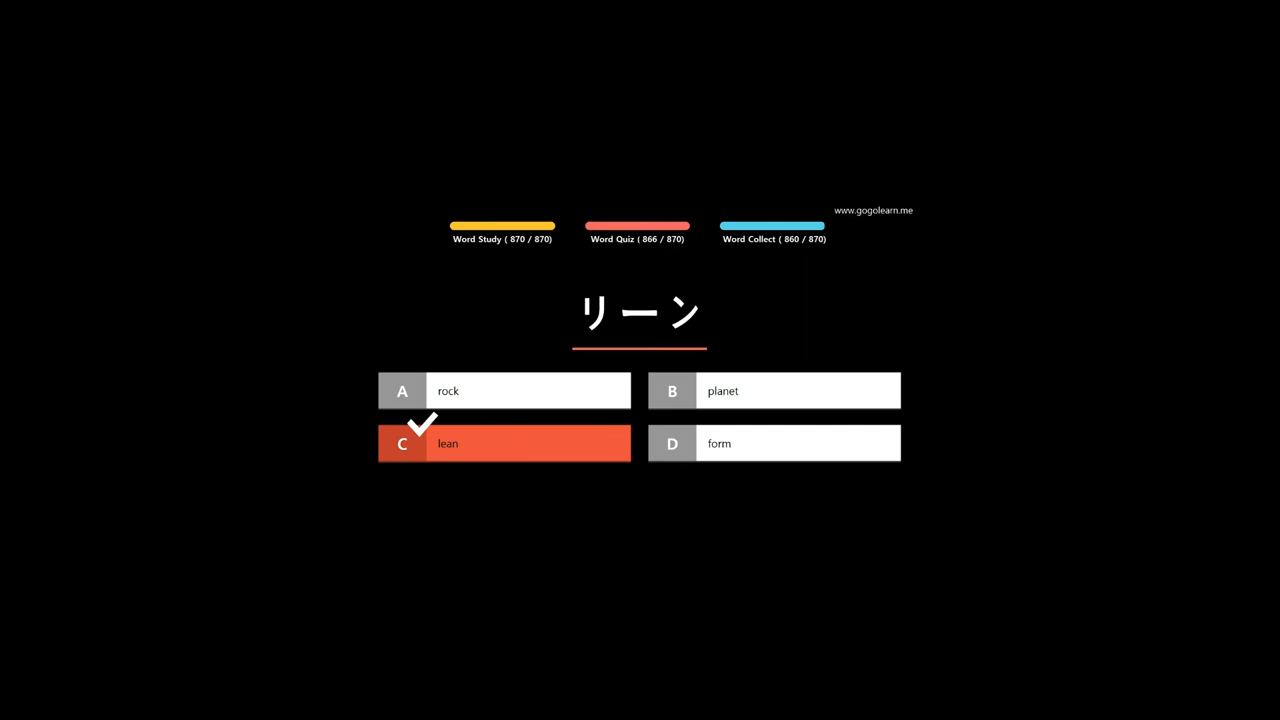 www.gogolearn.me
Word Study ( 870 / 870)
Word Quiz ( 866 / 870)
Word Collect ( 860 / 870)
リーン
A rock
B planet
C lean
D form